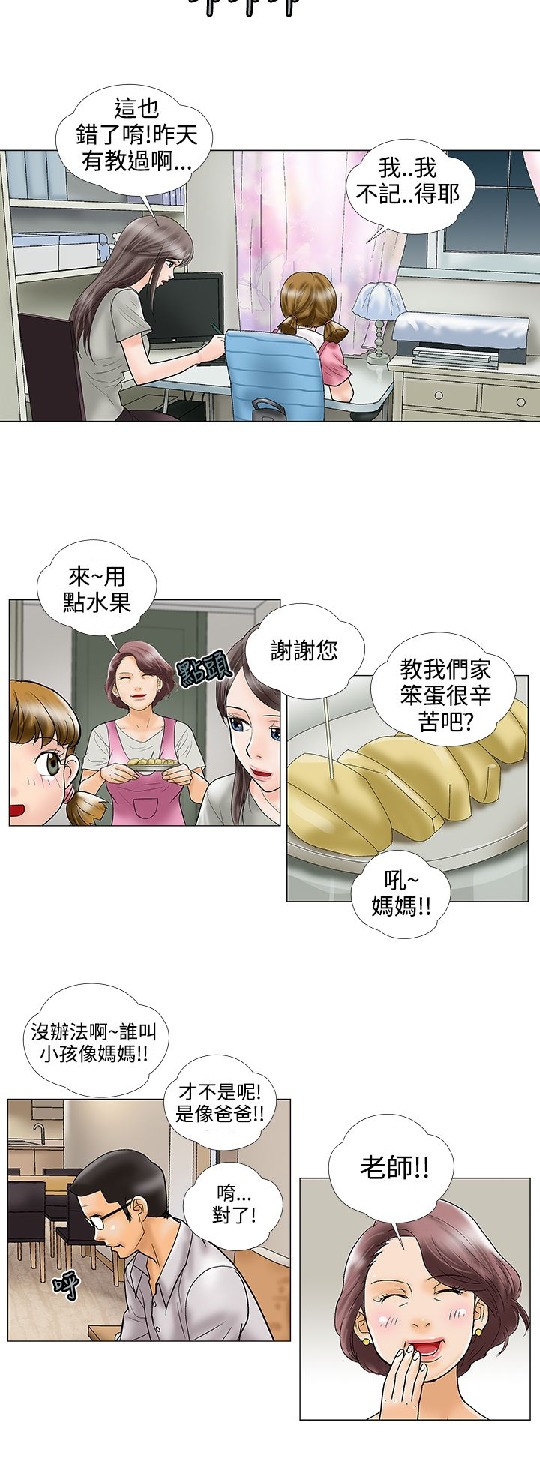 這也
錯了唷!昨天
有教過啊...
我..我
不記..得耶
來~用
點水果
點頭
謝謝您
教我們家
笨蛋很辛
苦吧?
吼~
媽媽!!
沒辦法啊~誰叫
小孩像媽媽!!
才不是呢!
是像爸爸!!
唷...
對了!
呼
老師!!